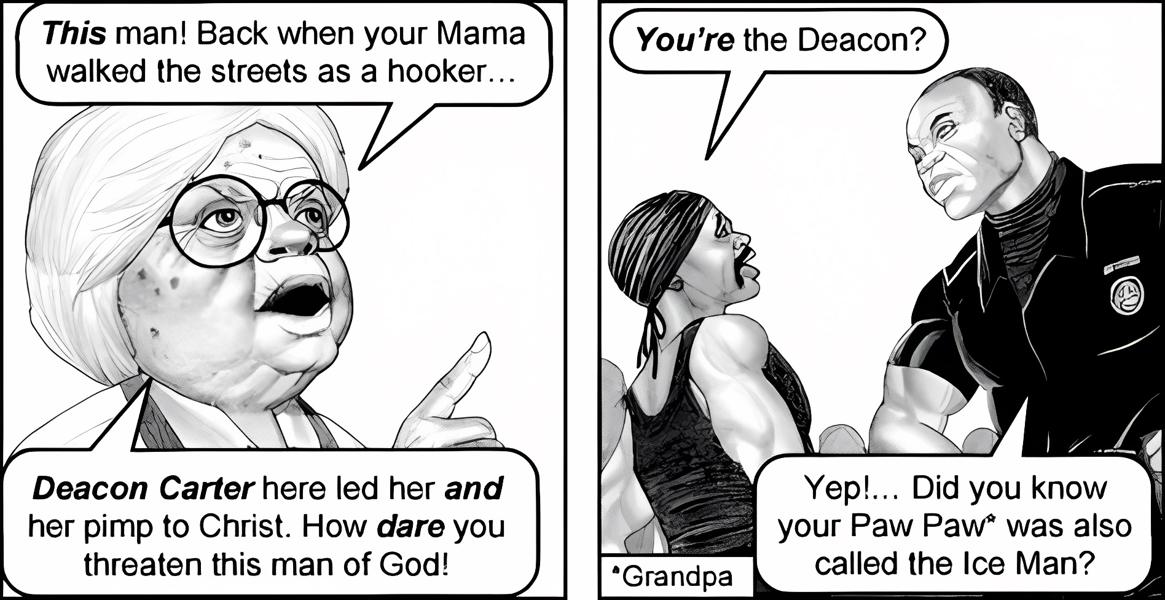 This man! Back when your Mama
walked the streets as a hooker...
Deacon Carter here led her and
her pimp to Christ. How dare you
threaten this man of God!
You're the Deacon?
Yep!... Did you know
your Paw Paw* was also
called the Ice Man?
*Grandpa